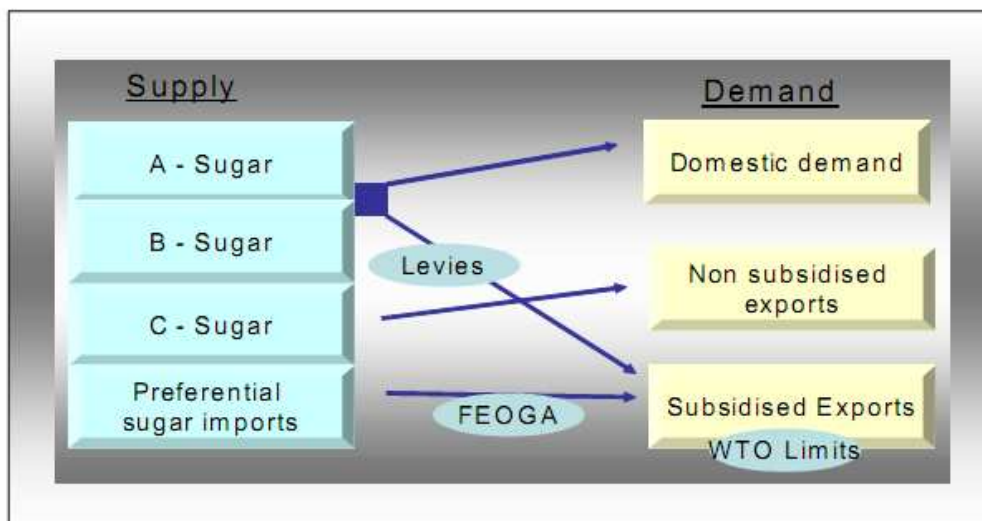 Supply
A - Sugar
B - Sugar
C - Sugar
Preferential
sugar imports
Levies
FEOGA
Demand
Domestic demand
Non subsidised
exports
Subsidised Exports
WTO Limits